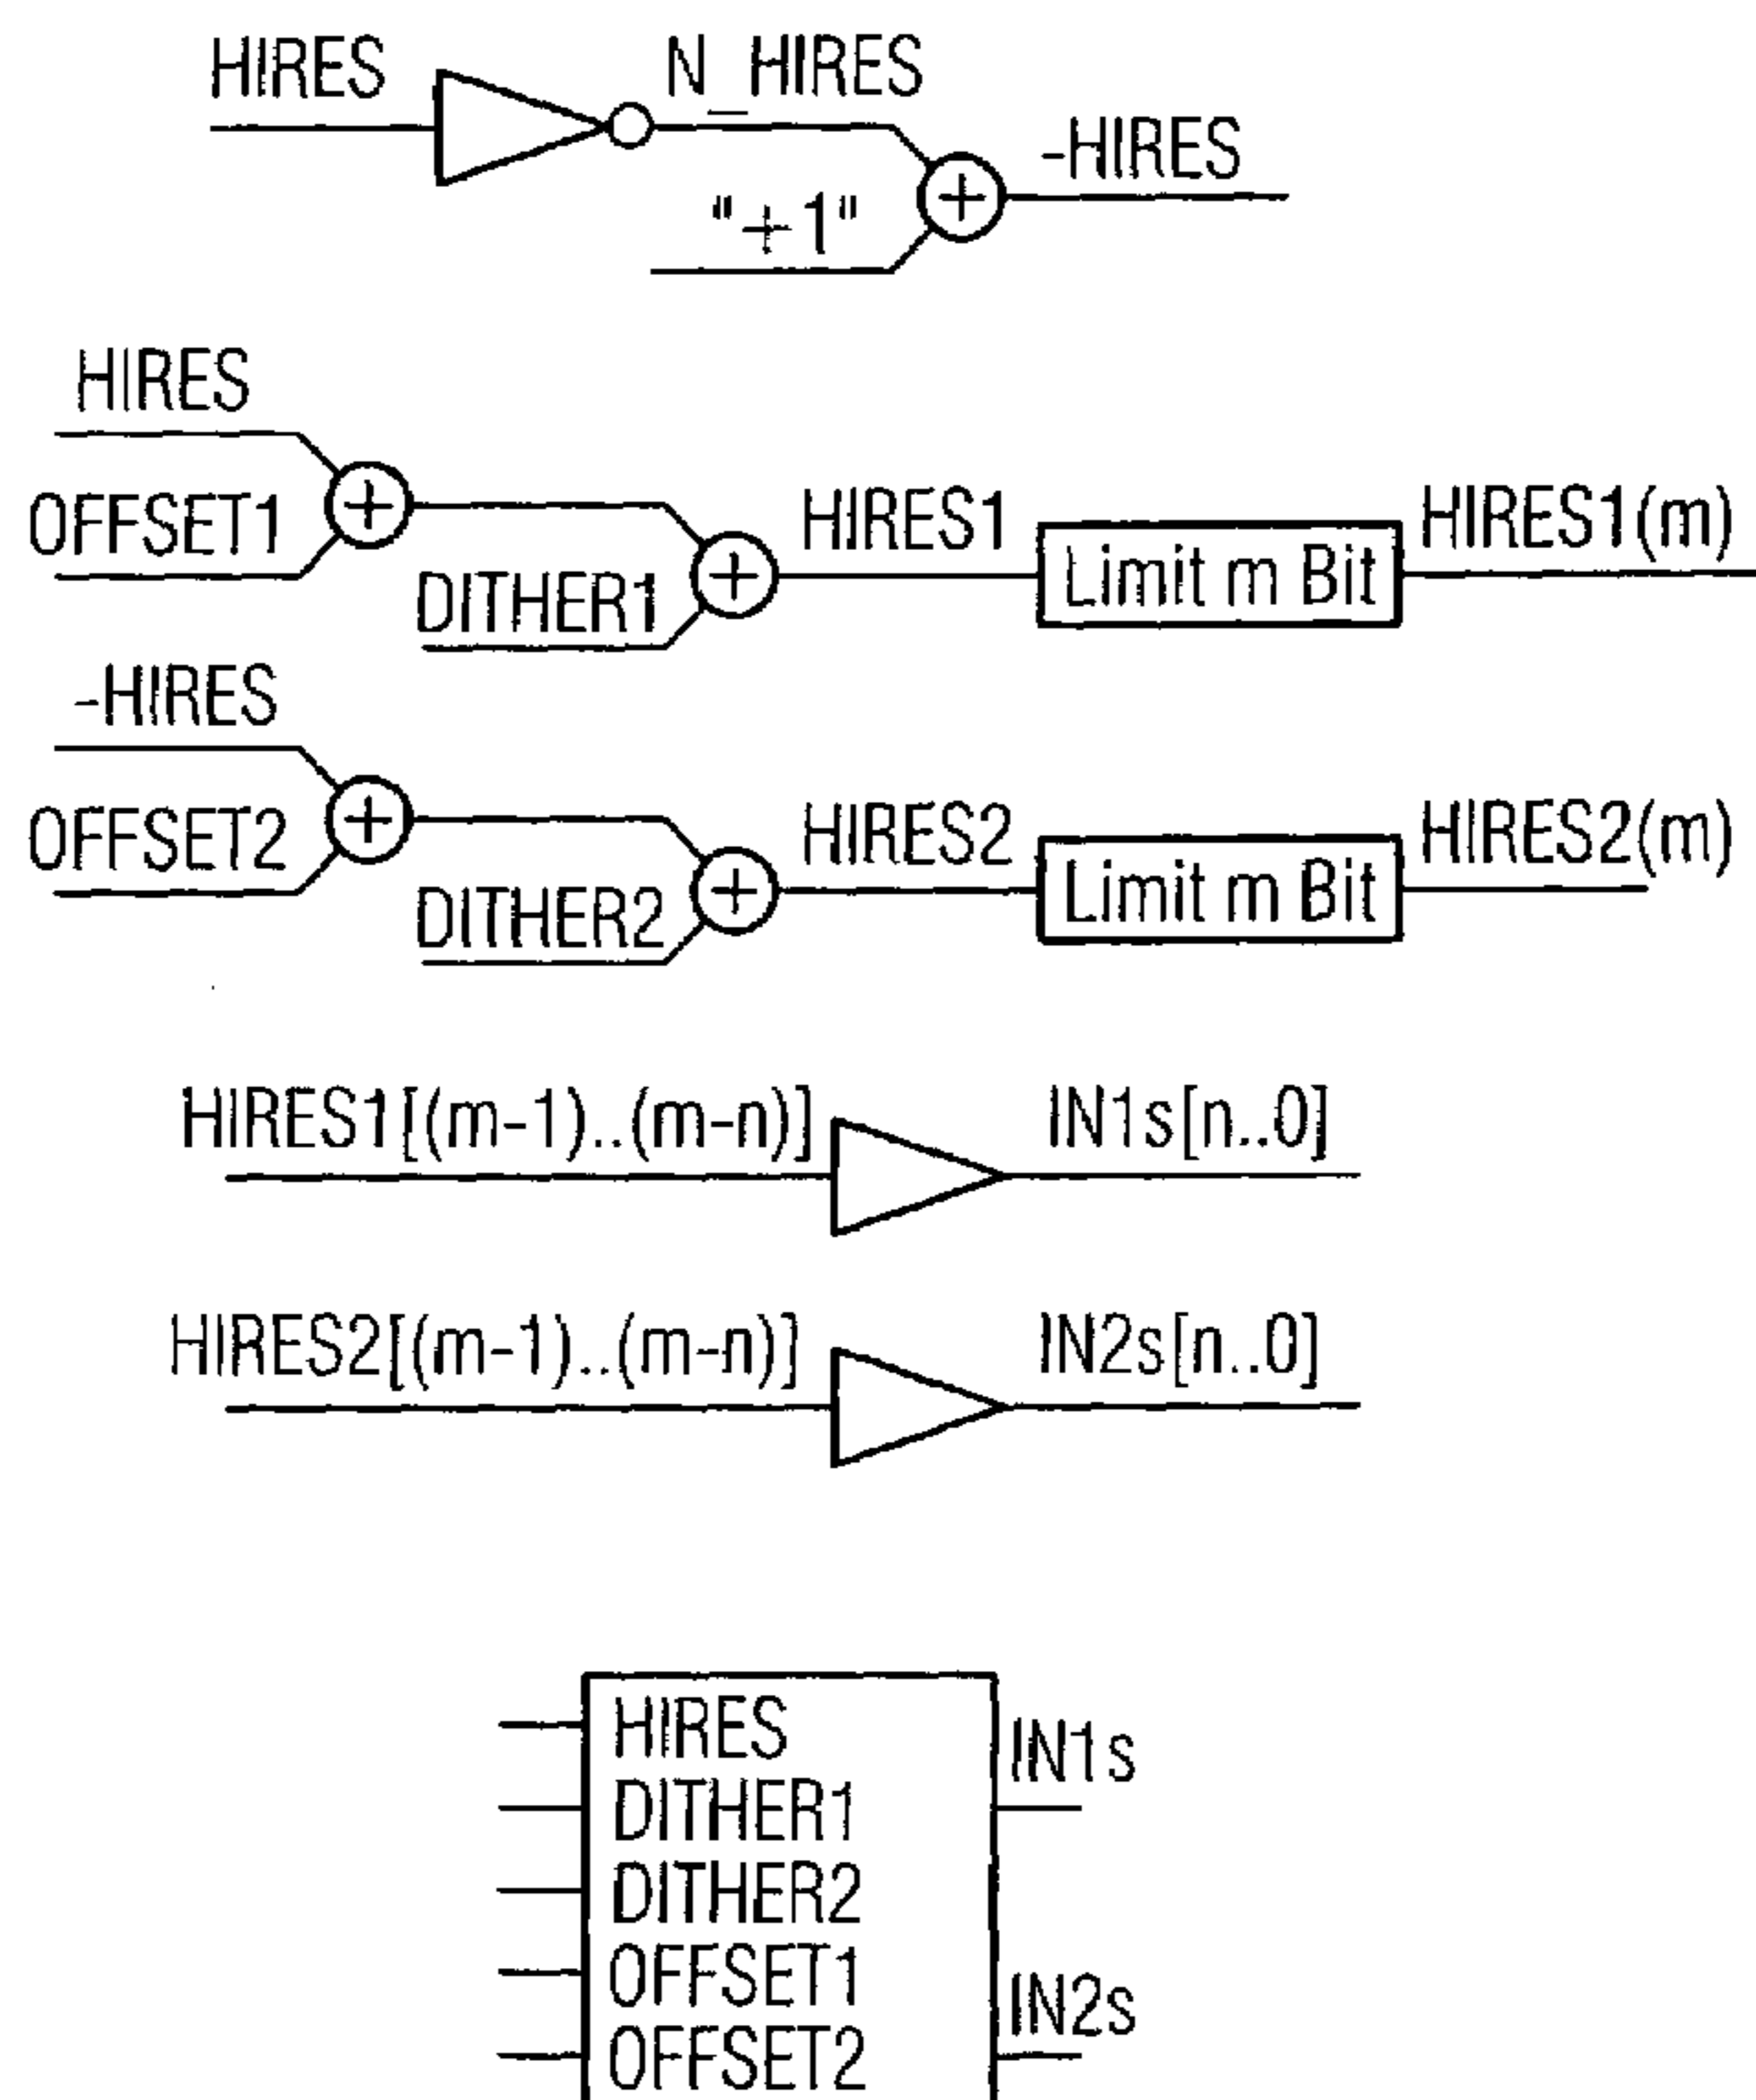 HIRES
N_HIRES
-HIRES
"+1"
HIRES
OFFSET1
HIRES1
HIRES1(m)
Limit m Bit
DITHER1
-HIRES
OFFSET2
HIRES2
HIRES2(m)
Limit m Bit
DITHER2
HIRES1[(m-1)..(m-n)]
IN1s[n..0]
HIRES2[(m-1)..(m-n)]
IN2s[n..0]
HIRES
IN1s
DITHER1
DITHER2
OFFSET1
IN2s
OFFSET2